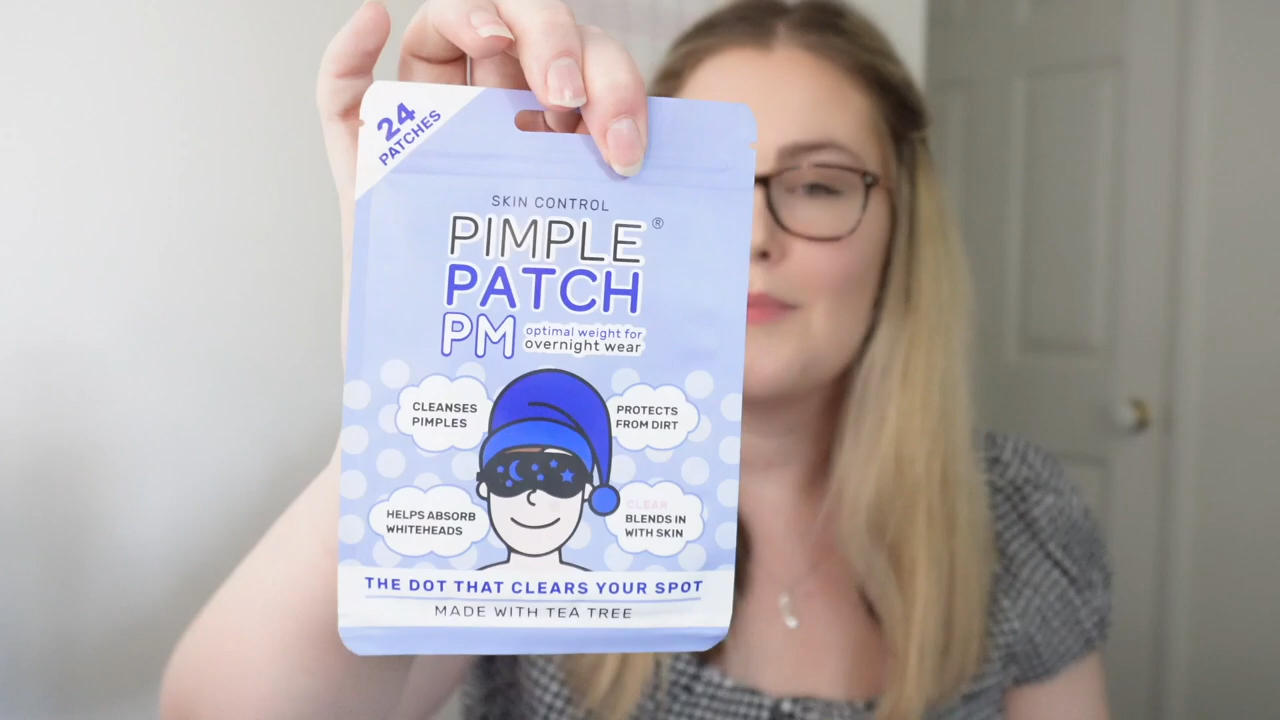 24
PATCHES
SKIN CONTROL
PIMPLE®
PATCH
PM
optimal weight for
overnight wear
CLEANSES
PIMPLES
PROTECTS
FROM DIRT
HELPS ABSORB
WHITEHEADS
CLEAR
BLENDS IN
WITH SKIN
THE DOT THAT CLEARS YOUR SPOT
MADE WITH TEA TREE